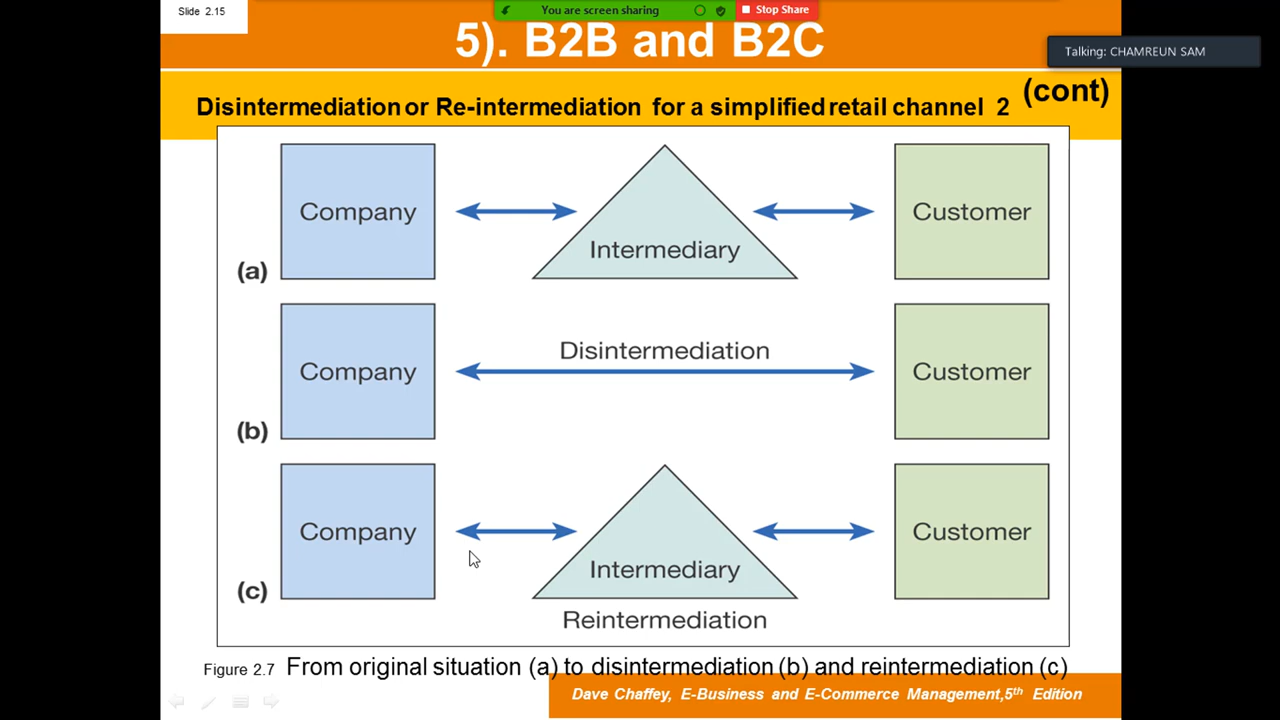 Slide 2.15
You are screen sharing
Stop Share
5). B2B and B2C
Talking: CHAMREUN SAM
(cont)
Disintermediation or Re-intermediation for a simplified retail channel 2
Company
Intermediary
Customer
(a)
Disintermediation
Company
Customer
(b)
Company
Intermediary
Customer
(c)
Reintermediation
Figure 2.7 From original situation (a) to disintermediation (b) and reintermediation (c)
Dave Chaffey, E-Business and E-Commerce Management,5th Edition